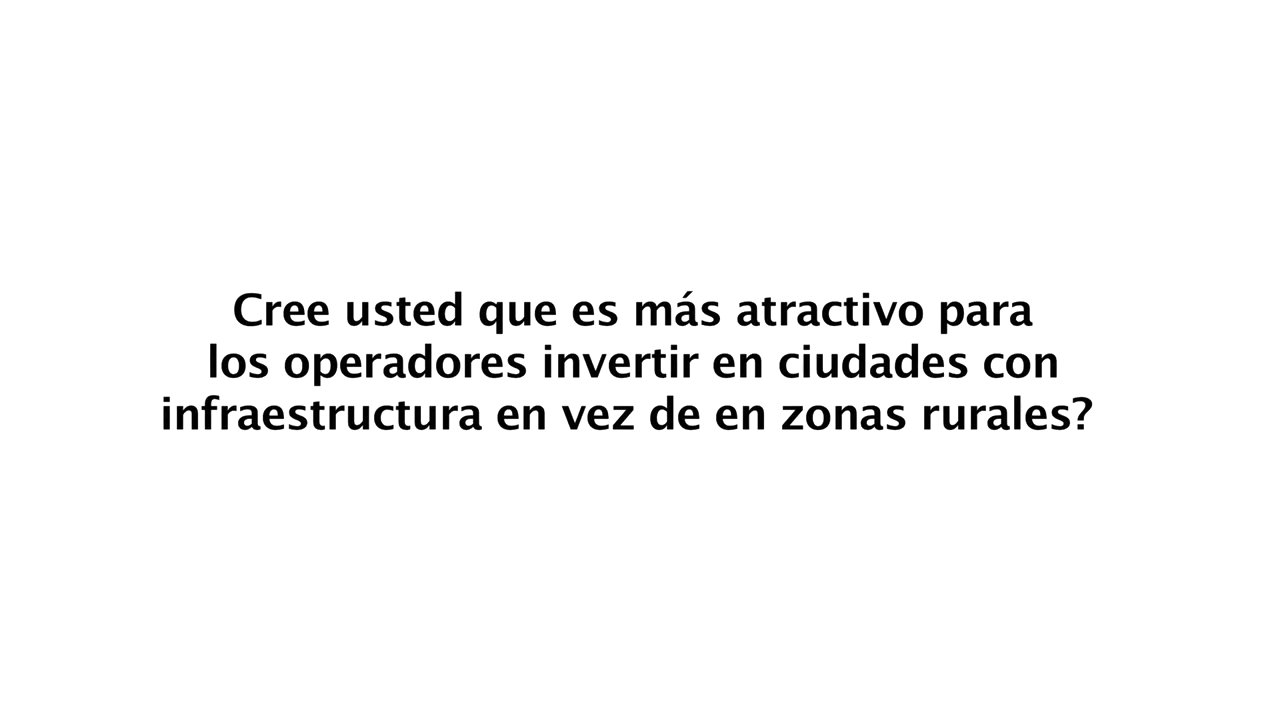 Cree usted que es más atractivo para
los operadores invertir en ciudades con
infraestructura en vez de en zonas rurales?